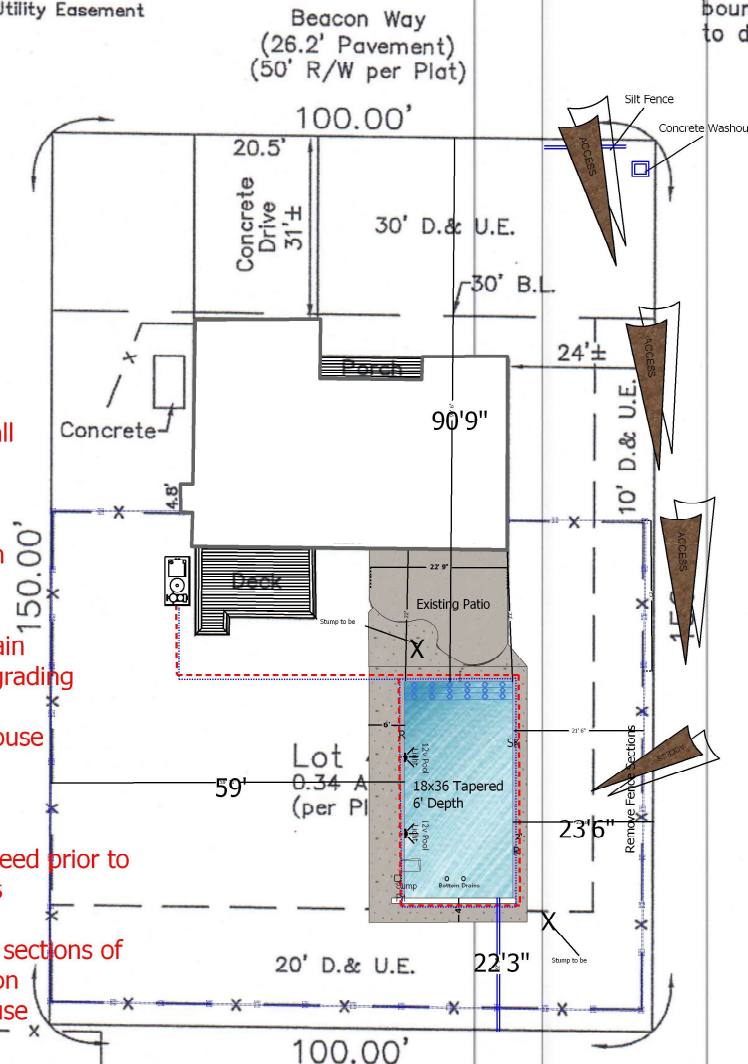 Utility Easement
Beacon Way
(26.2' Pavement)
(50' R/W per Plat)
to d
Silt Fence
Concrete Washou
100.00'
ACCESS
20.5'
Concrete
Drive
31'±
30' D.& U.E.
30' B.L.
24'±
ACCESS
Porch
10' D.& U.E.
90'9"
Concrete
4.8'
X
X
150.00'
ACCESS
22' 9"
Deck
Existing Patio
Stump to be
X
ain
grading
ouse
6'
21' 6"
ACCESS
Remove Fence Sections
Lot
0.34 A
(per Pl
12v Pool
Light
18x36 Tapered
6' Depth
59'
23'6"
12v Pool
Light
eed prior to
s
Bottom Drains
4'
X
Stump to be
sections of
on
use
20' D.& U.E.
22'3"
100.00'